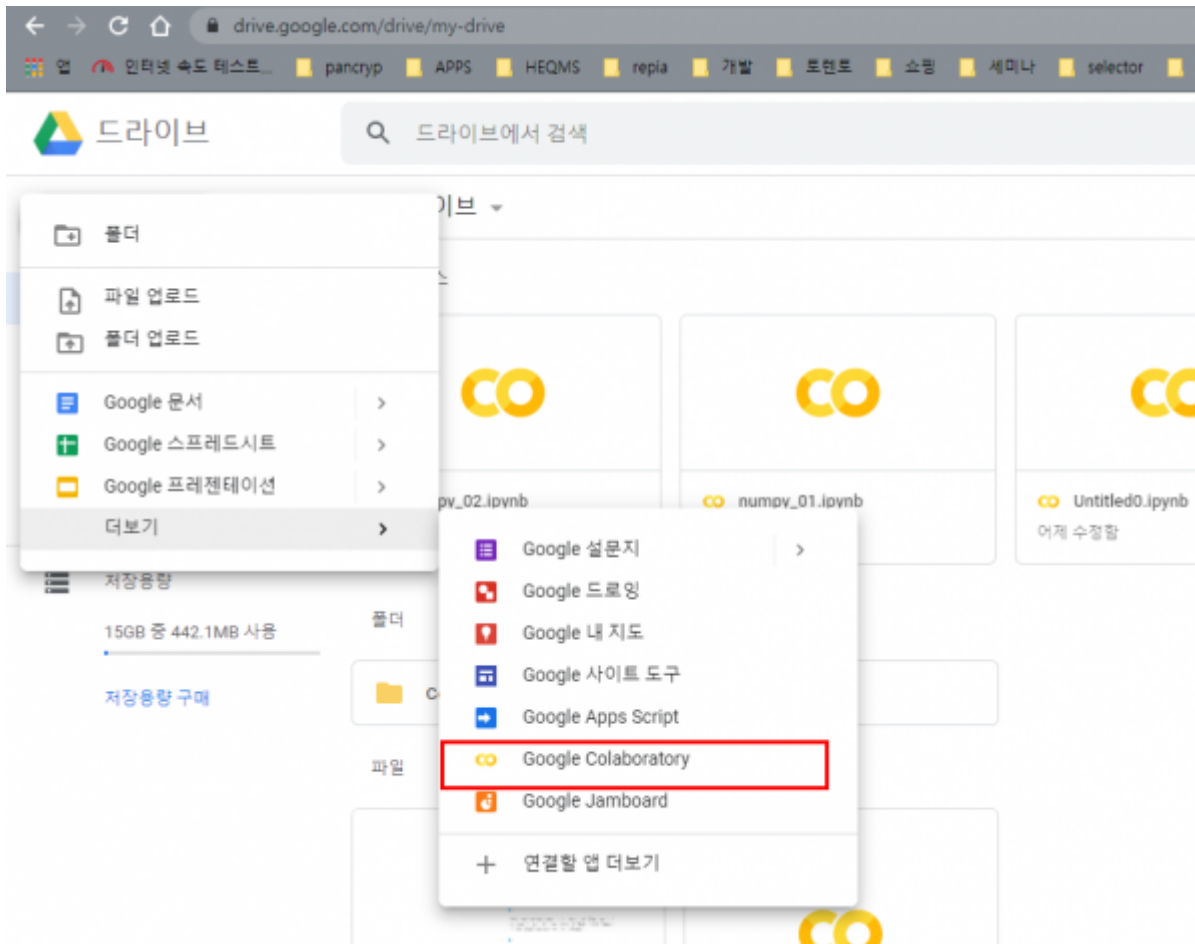 drive.google.com/drive/my-drive
앱 인터넷 속도 테스트... pancryp APPS HEQMS repia 개발 토렌토 쇼핑 세미나 selector
드라이브 드라이브에서 검색
이브
폴더
스
파일 업로드
폴더 업로드
Google 문서
Google 스프레드시트
Google 프레젠테이션
더보기
py_02.ipynb numpy_01.ipynb Untitled0.ipynb
어제 수정함
Google 설문지
Google 드로잉
Google 내 지도
Google 사이트 도구
Google Apps Script
Google Colaboratory
Google Jamboard
연결할 앱 더보기
저장용량
15GB 중 442.1MB 사용
저장용량 구매
폴더
파일